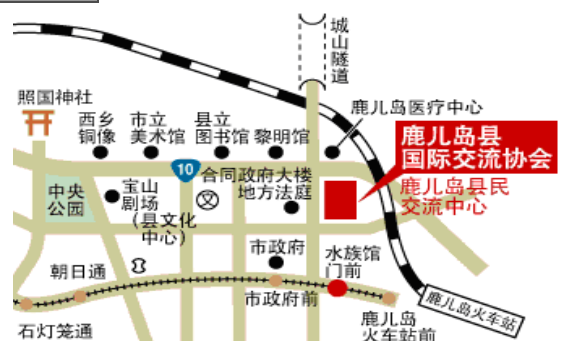 城山
隧道
照国神社
西乡
铜像
市立
美术馆
县立
图书馆
黎明馆
鹿儿岛医疗中心
鹿儿岛县
国际交流协会
10
合同政府大楼
地方法庭
鹿儿岛县民
交流中心
中央
公园
宝山
剧场
(县文化
中心)
文
市政府
水族馆
门前
朝日通
市政府前
鹿儿岛火车站
石灯笼通
鹿儿岛
火车站前